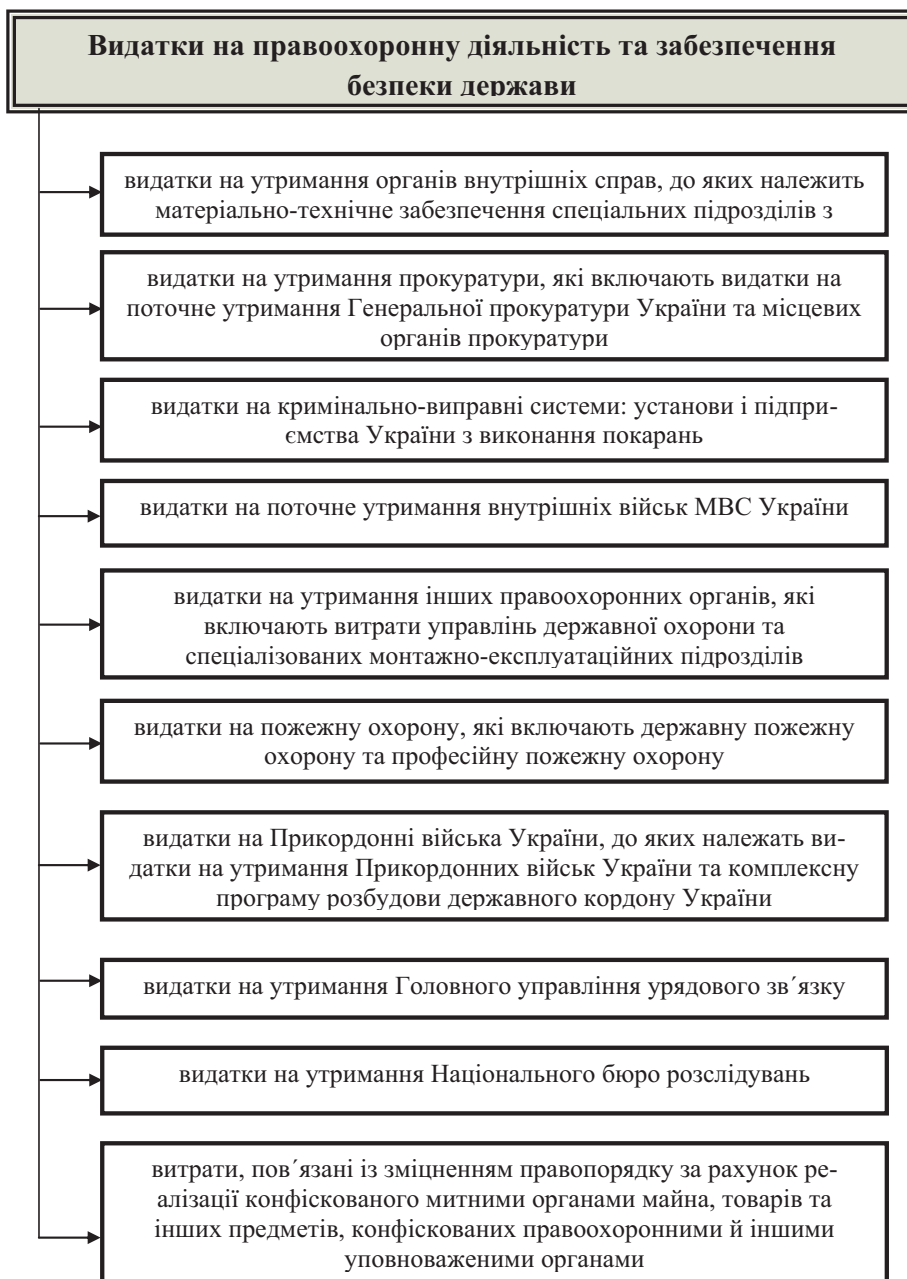 Видатки на правоохоронну діяльність та забезпечення
безпеки держави
видатки на утримання органів внутрішніх справ, до яких належить
матеріально-технічне забезпечення спеціальних підрозділів з
видатки на утримання прокуратури, які включають видатки на
поточне утримання Генеральної прокуратури України та місцевих
органів прокуратури
видатки на кримінально-виправні системи: установи і підпри-
ємства України з виконання покарань
видатки на поточне утримання внутрішніх військ МВС України
видатки на утримання інших правоохоронних органів, які
включають витрати управлінь державної охорони та
спеціалізованих монтажно-експлуатаційних підрозділів
видатки на пожежну охорону, які включають державну пожежну
охорону та професійну пожежну охорону
видатки на Прикордонні війська України, до яких належать ви-
датки на утримання Прикордонних військ України та комплексну
програму розбудови державного кордону України
видатки на утримання Головного управління урядового зв´язку
видатки на утримання Національного бюро розслідувань
витрати, пов´язані із зміцненням правопорядку за рахунок ре-
алізації конфіскованого митними органами майна, товарів та
інших предметів, конфіскованих правоохоронними й іншими
уповноваженими органами